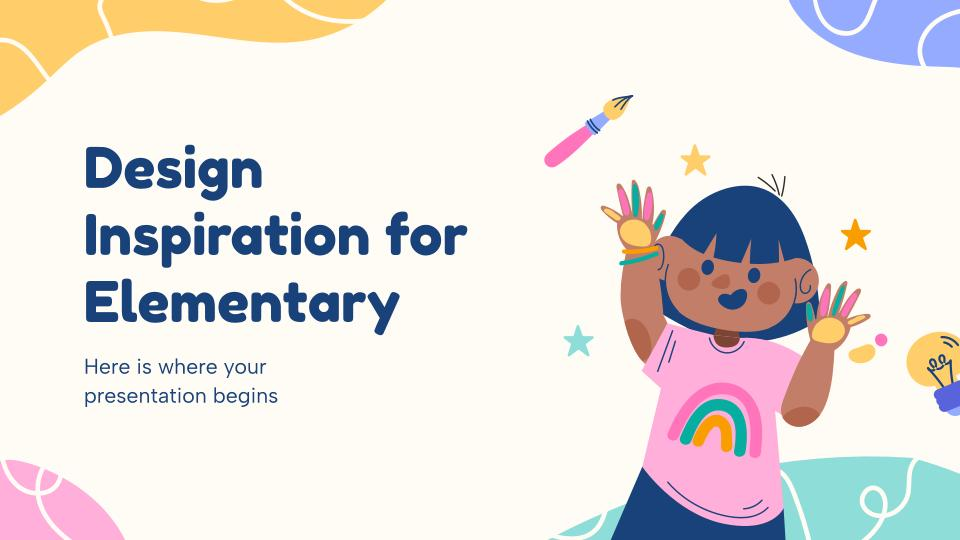 Design
Inspiration for
Elementary
Here is where your
presentation begins